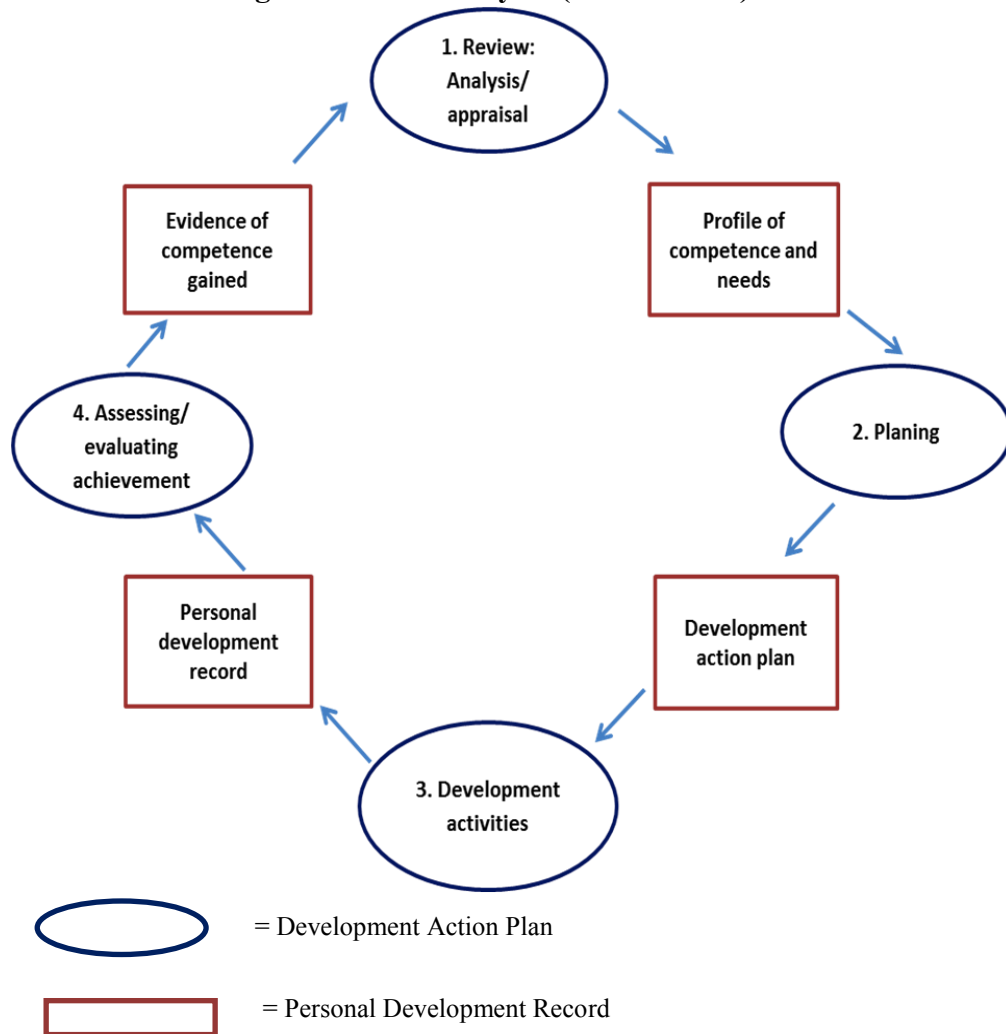 1. Review:
Analysis/
appraisal
Evidence of
competence
gained
Profile of
competence and
needs
4. Assessing/
evaluating
achievement
2. Planing
Personal
development
record
Development
action plan
3. Development
activities
= Development Action Plan
= Personal Development Record